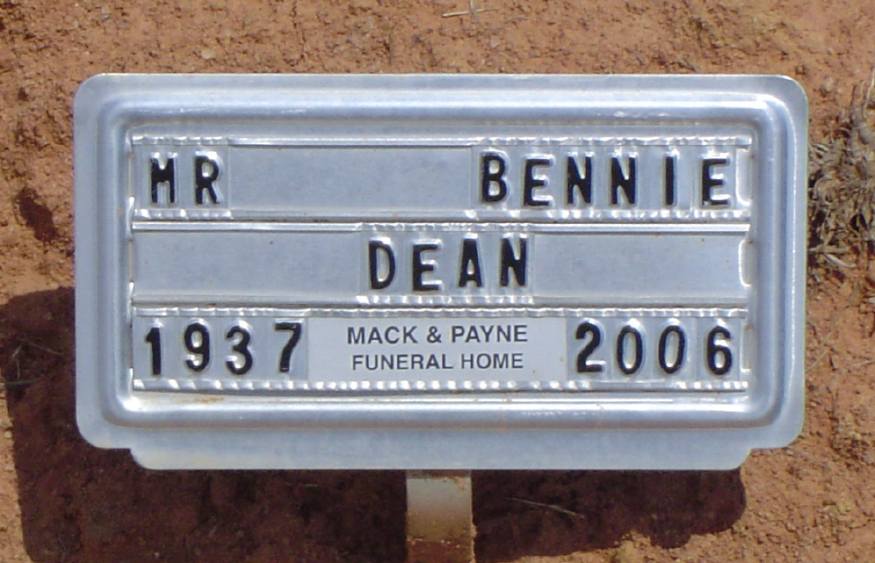 MR BENNIE
DEAN
1937 MACK & PAYNE 2006
FUNERAL HOME